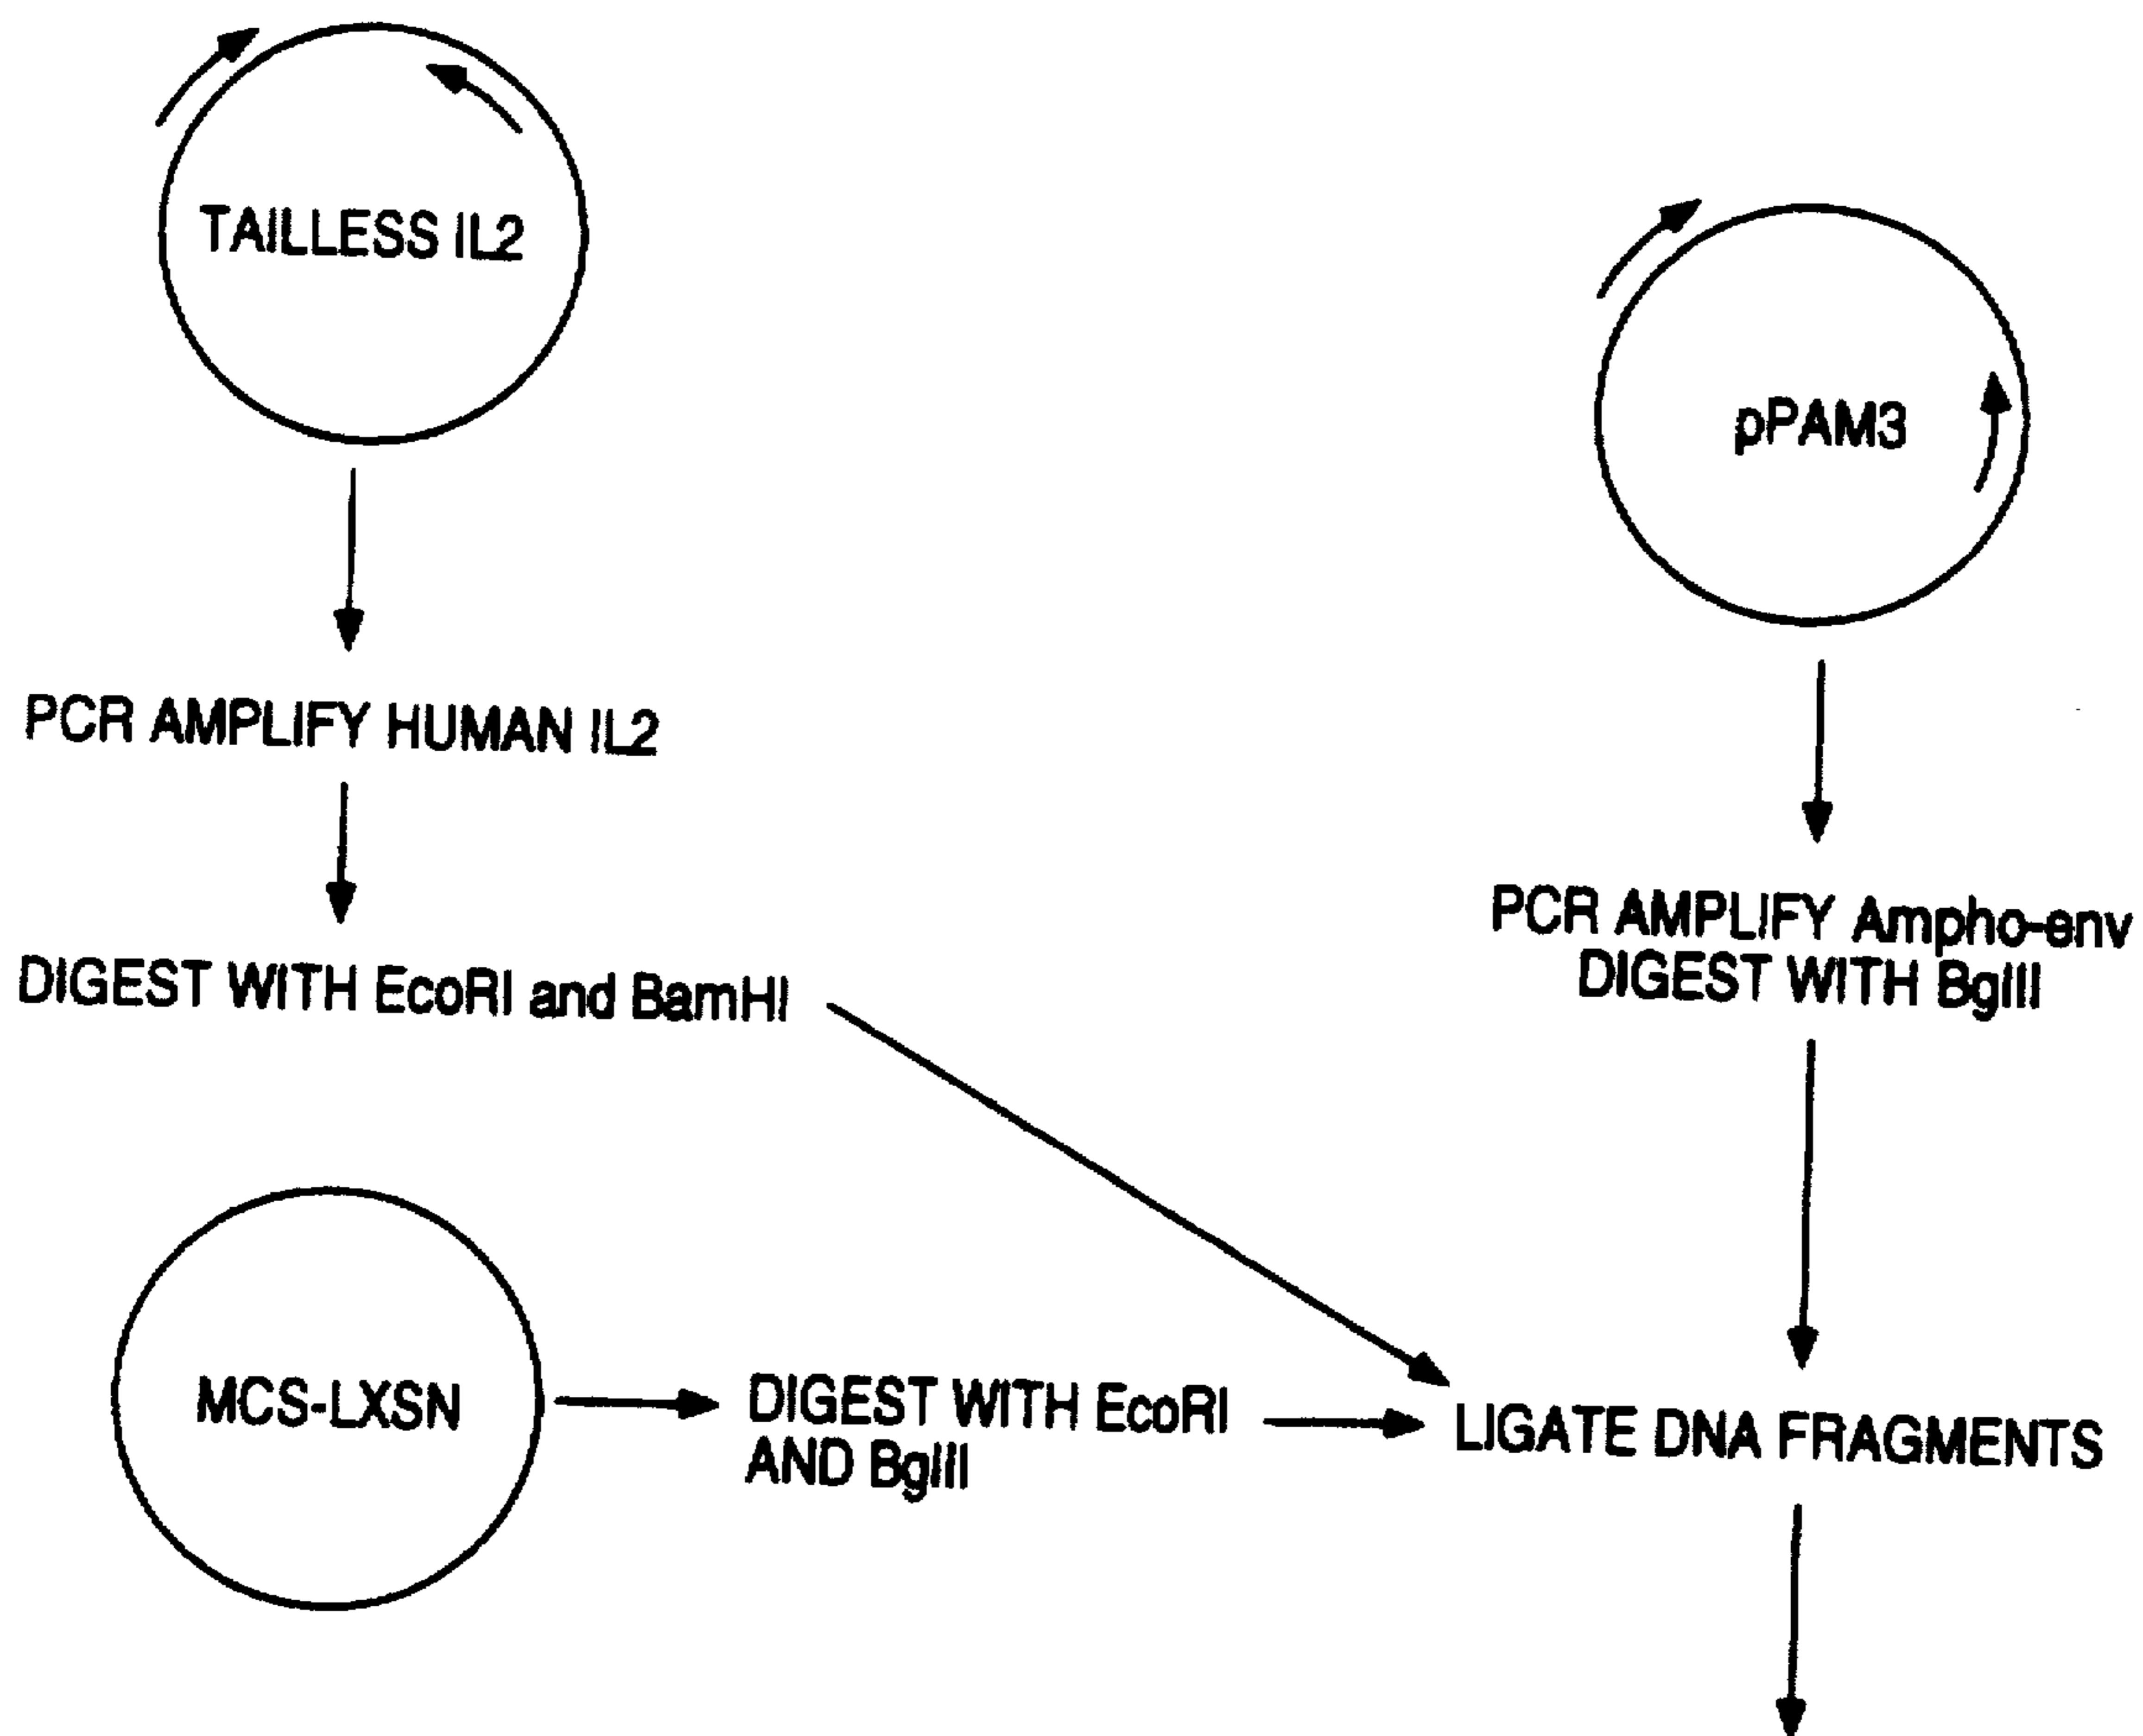 TAILLESS IL2
pPAM3
PCR AMPLIFY HUMAN IL2
PCR AMPLIFY Ampho-env
DIGEST WITH BglII
DIGEST WITH EcoRI and BamHI
MCS-LXSN
DIGEST WITH EcoRI
AND BglII
LIGATE DNA FRAGMENTS